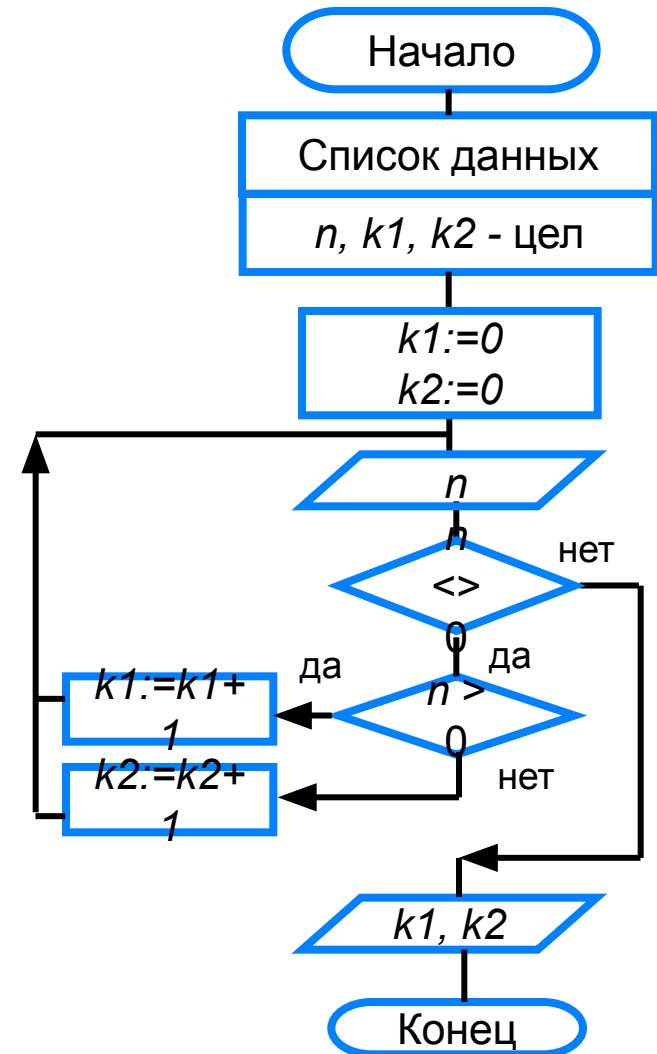 Начало
Список данных
n, k1, k2 - цел
k1:=0
k2:=0
n
n
<>
0
нет
да
n >
0
да
нет
k1:=k1+
1
k2:=k2+
1
k1, k2
Конец